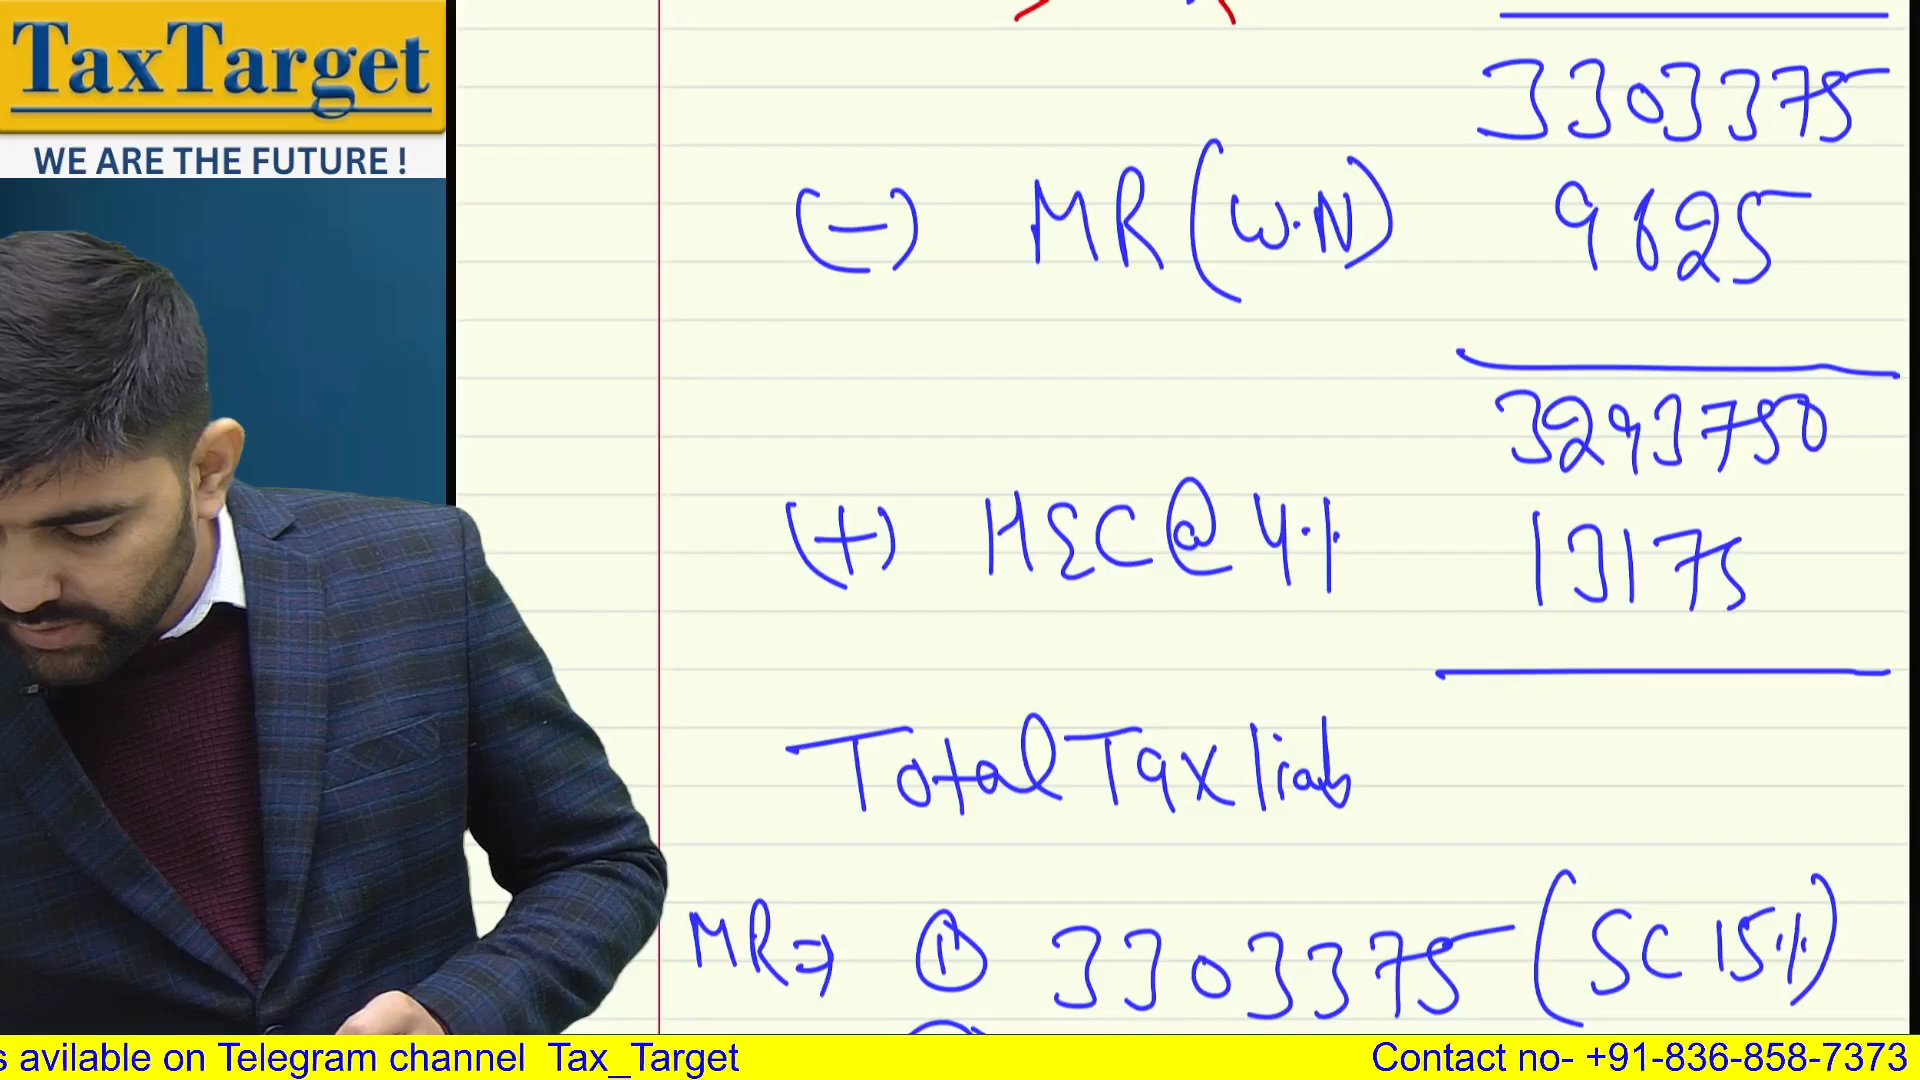 TaxTarget
WE ARE THE FUTURE !
3303375
(-) MR (W.N) 9625
3293750
(+) H&C @ 4% 13175
Total Tax liab
MR⇒ ① 3303375 (SC 15%)
s avilable on Telegram channel Tax_Target
Contact no- +91-836-858-7373